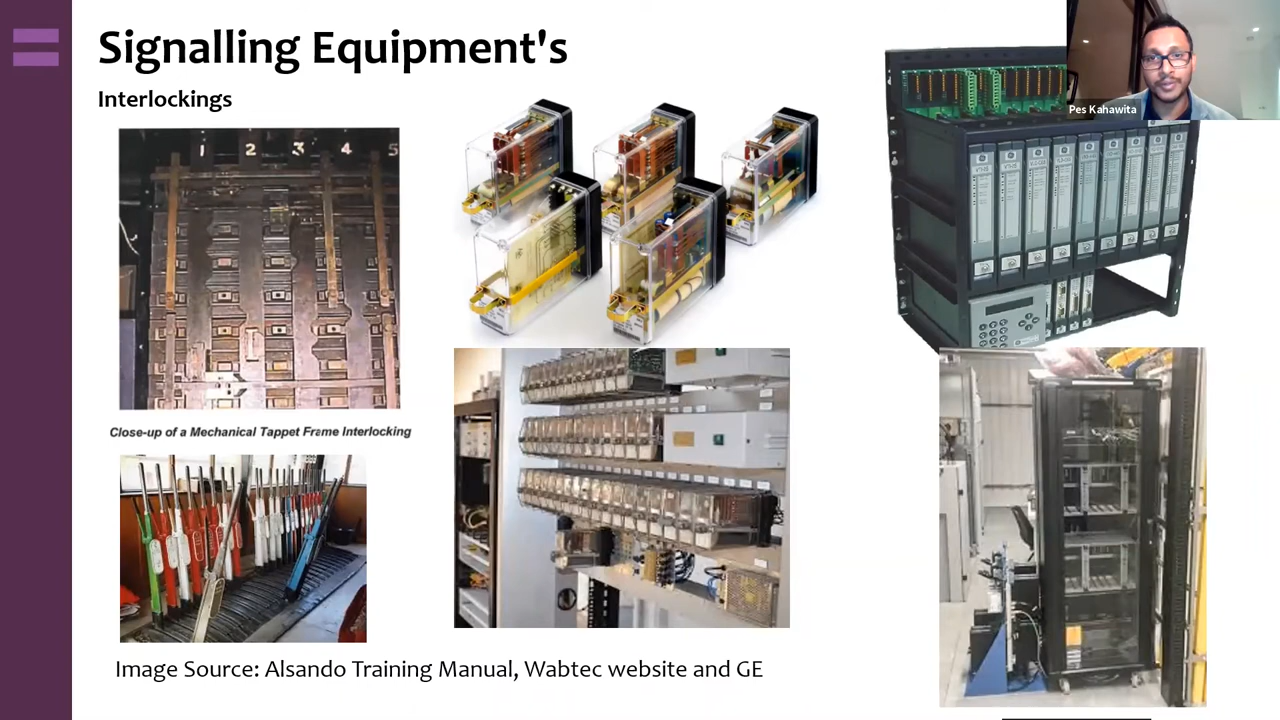 Signalling Equipment's
Interlockings
Pes Kahawita
1 2 3 4 5
Close-up of a Mechanical Tappet Frame Interlocking
Image Source: Alsando Training Manual, Wabtec website and GE